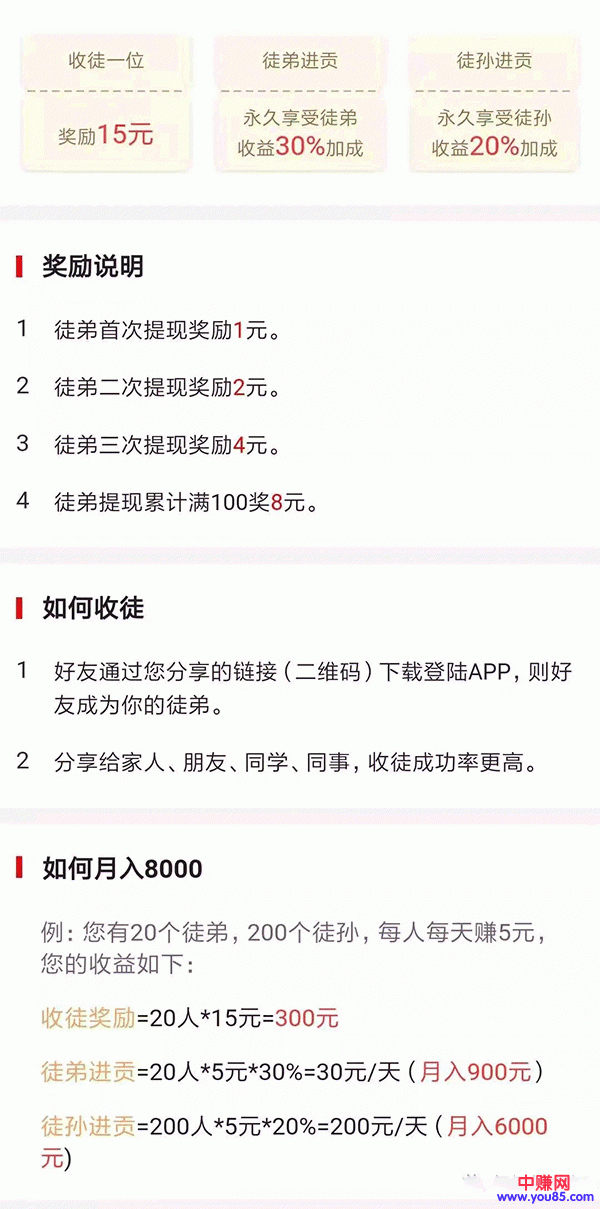 收徒一位
徒弟进贡
徒孙进贡
奖励15元
永久享受徒弟
收益30%加成
永久享受徒孙
收益20%加成
奖励说明
1 徒弟首次提现奖励1元。
2 徒弟二次提现奖励2元。
3 徒弟三次提现奖励4元。
4 徒弟提现累计满100奖8元。
如何收徒
1 好友通过您分享的链接(二维码)下载登陆APP,则好
友成为你的徒弟。
2 分享给家人、朋友、同学、同事,收徒成功率更高。
如何月入8000
例:您有20个徒弟,200个徒孙,每人每天赚5元,
您的收益如下:
收徒奖励=20人*15元=300元
徒弟进贡=20人*5元*30%=30元/天(月入900元)
徒孙进贡=200人*5元*20%=200元/天(月入6000
元)
中赚网
www.you85.com